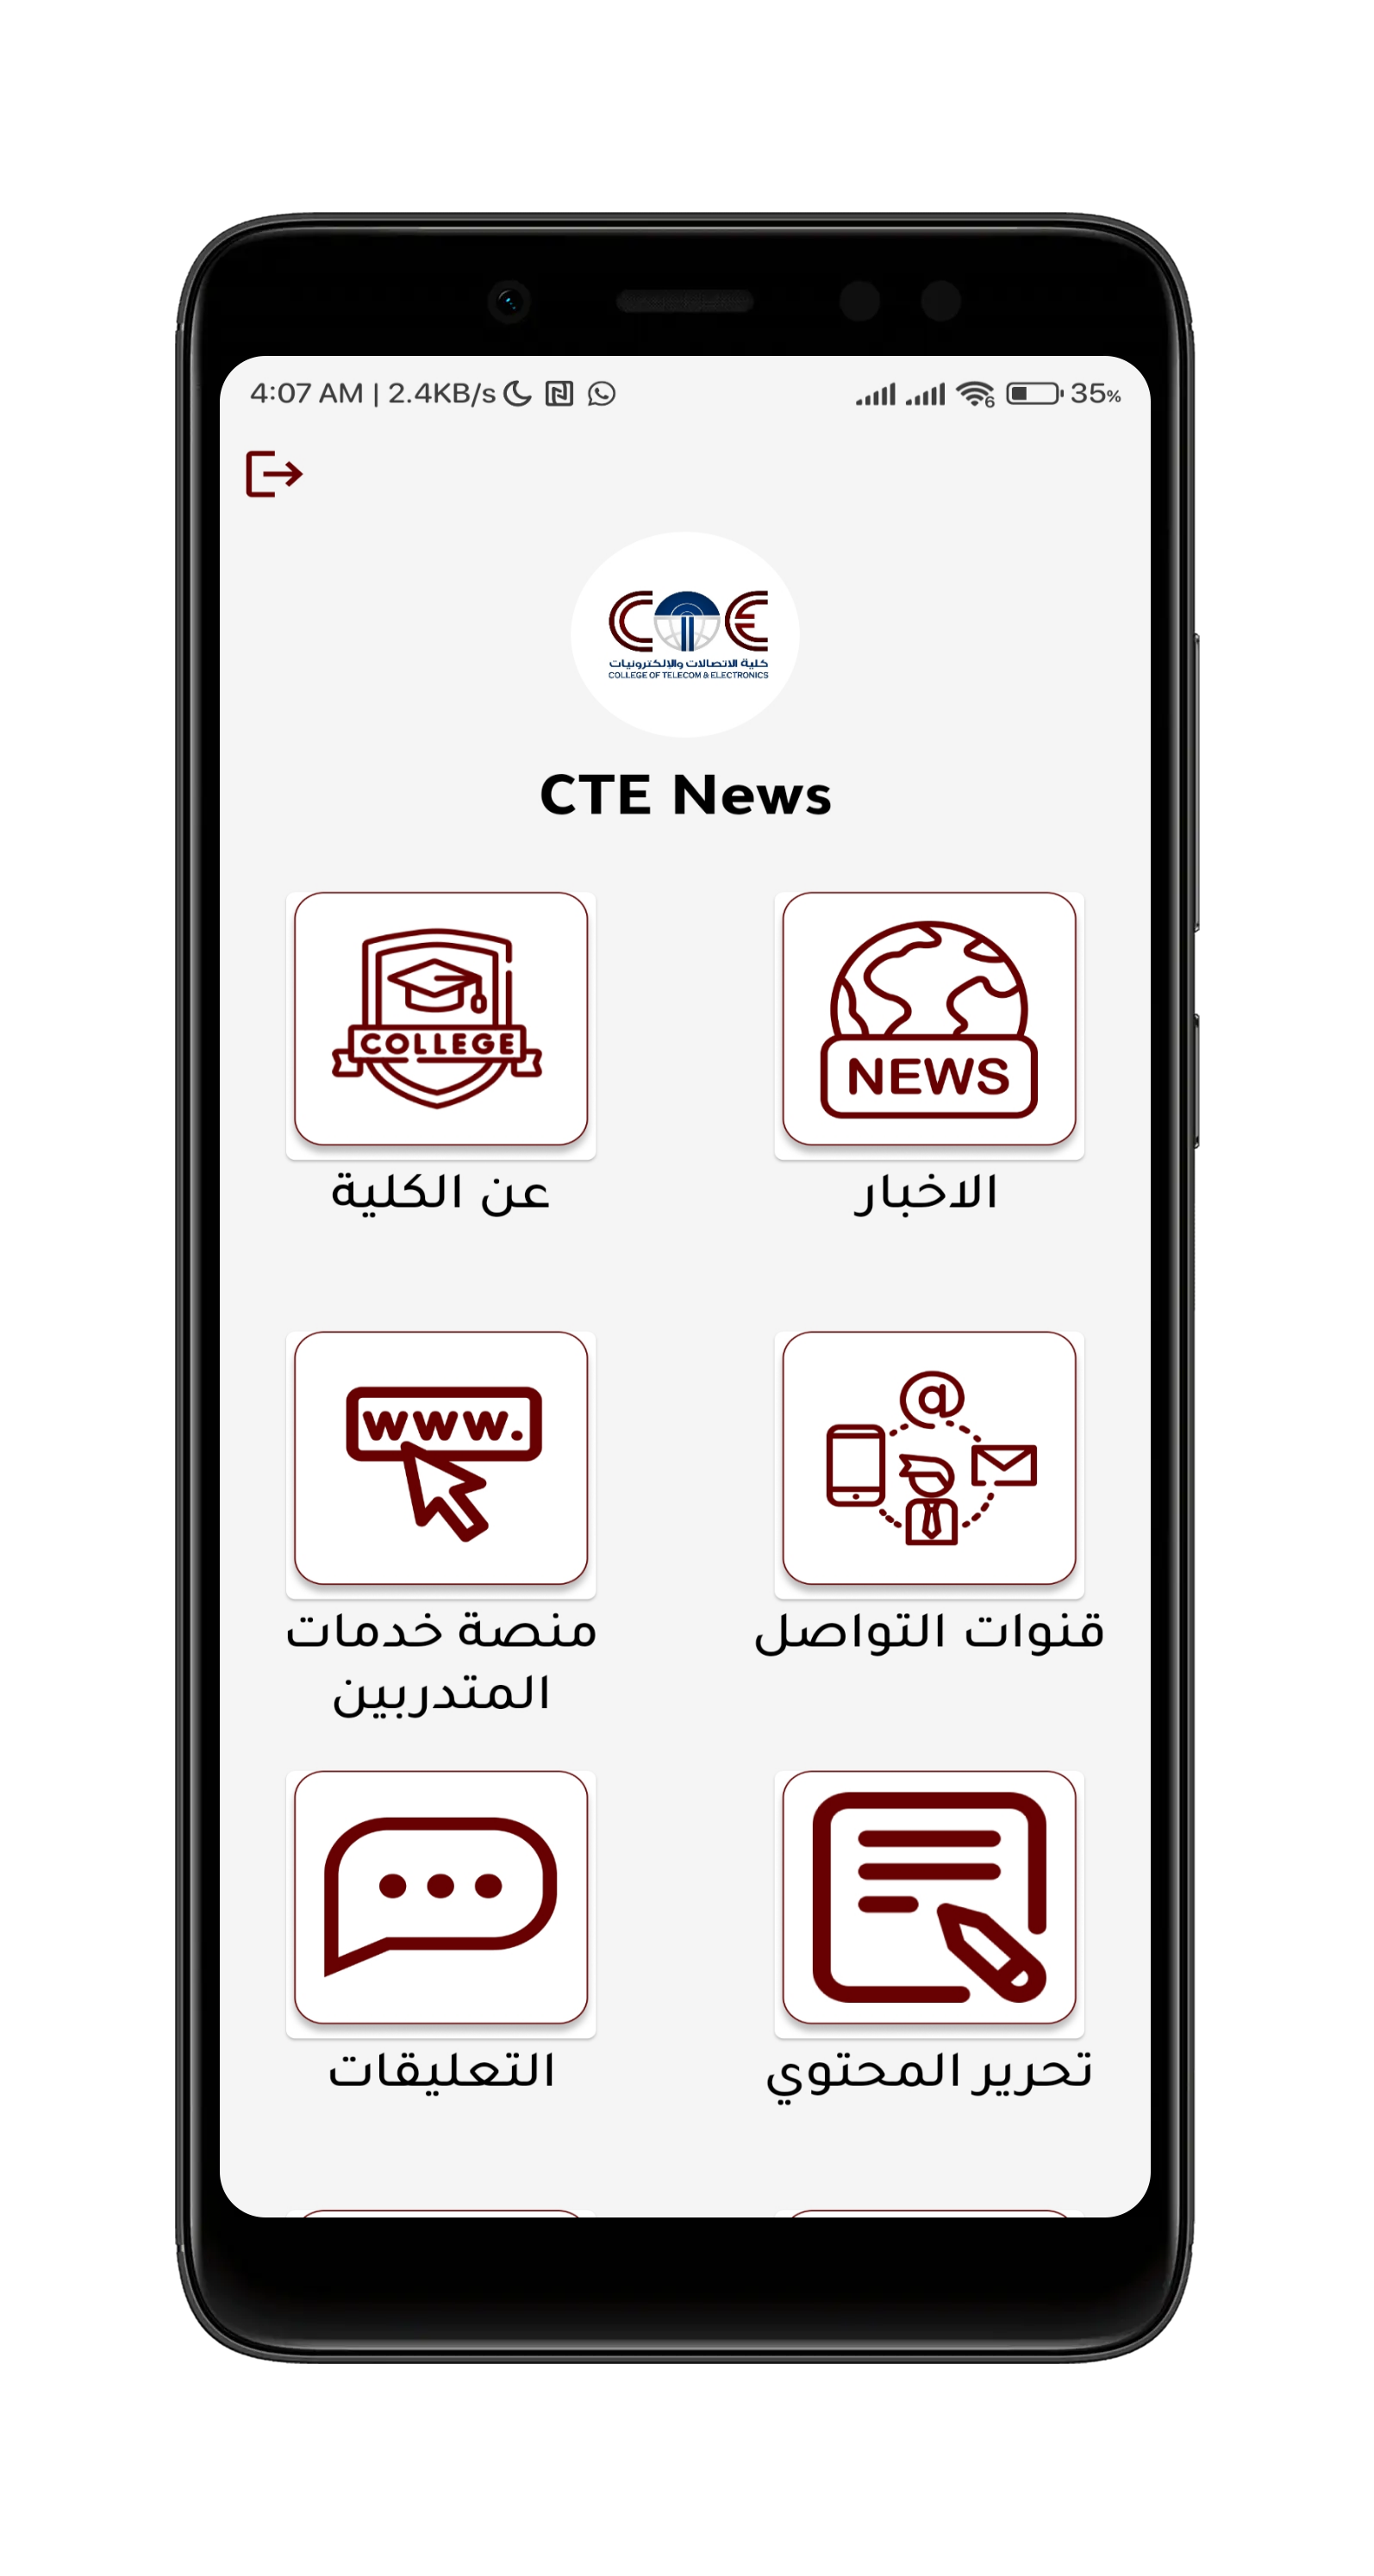 4:07 AM | 2.4KB/s 35%
CTE
كلية الاتصالات والإلكترونيات
COLLEGE OF TELECOM & ELECTRONICS
CTE News
NEWS
COLLEGE
الاخبار
عن الكلية
@
www.
قنوات التواصل
منصة خدمات
المتدربين
تحرير المحتوي
التعليقات